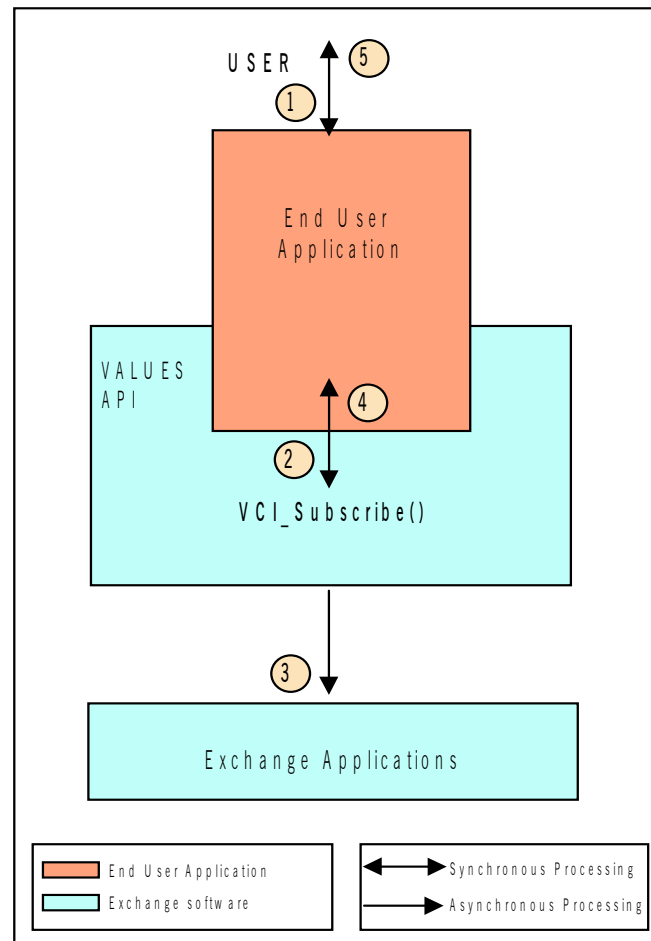 5
USER
1
End User
Application
VALUES
API
4
2
VCI_Subscribe()
3
Exchange Applications
End User Application
Exchange software
Synchronous Processing
Asynchronous Processing